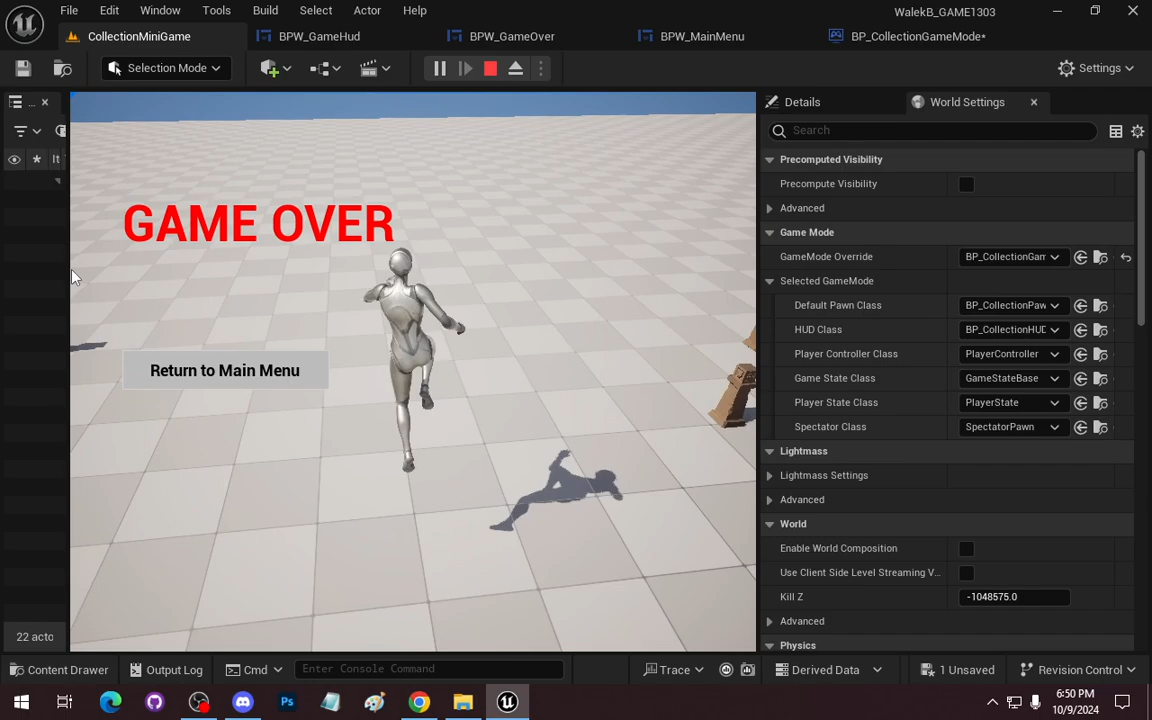 File Edit Window Tools Build Select Actor Help
WalekB_GAME1303
CollectionMiniGame BPW_GameHud BPW_GameOver BPW_MainMenu BP_CollectionGameMode*
Selection Mode Settings
... Details World Settings
Search
It Precomputed Visibility
Precompute Visibility
Advanced
Game Mode
GAME OVER
GameMode Override BP_CollectionGam
Selected GameMode
Default Pawn Class BP_CollectionPaw
HUD Class BP_CollectionHUD
Player Controller Class PlayerController
Return to Main Menu
Game State Class GameStateBase
Player State Class PlayerState
Spectator Class SpectatorPawn
Lightmass
Lightmass Settings
Advanced
World
Enable World Composition
Use Client Side Level Streaming V...
Kill Z -1048575.0
Advanced
22 acto Physics
Content Drawer Output Log Cmd Enter Console Command Trace Derived Data 1 Unsaved Revision Control
6:50 PM
10/9/2024